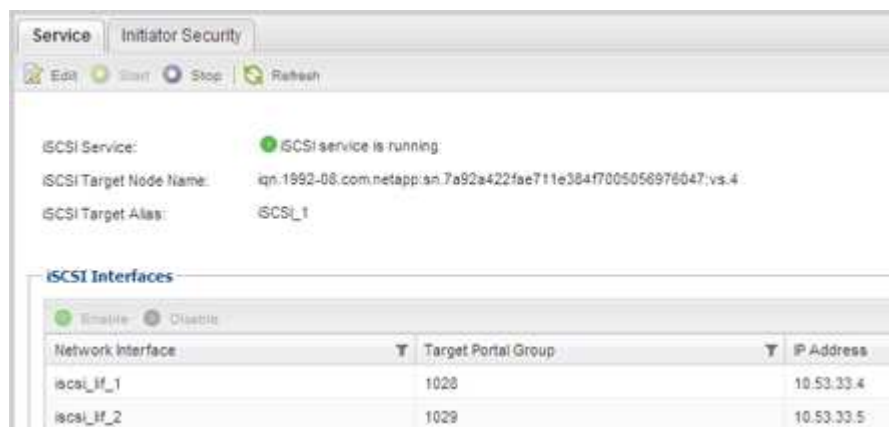 Service Initiator Security
Edit Start Stop Refresh
iSCSI Service: iSCSI service is running
iSCSI Target Node Name: iqn.1992-08.com.netapp:sn.7a92a422fae711e384f7005056976047:vs.4
iSCSI Target Alias: iSCSI_1
iSCSI Interfaces
Enable Disable
Network Interface Target Portal Group IP Address
iscsi_lif_1 1028 10.53.33.4
iscsi_lif_2 1029 10.53.33.5